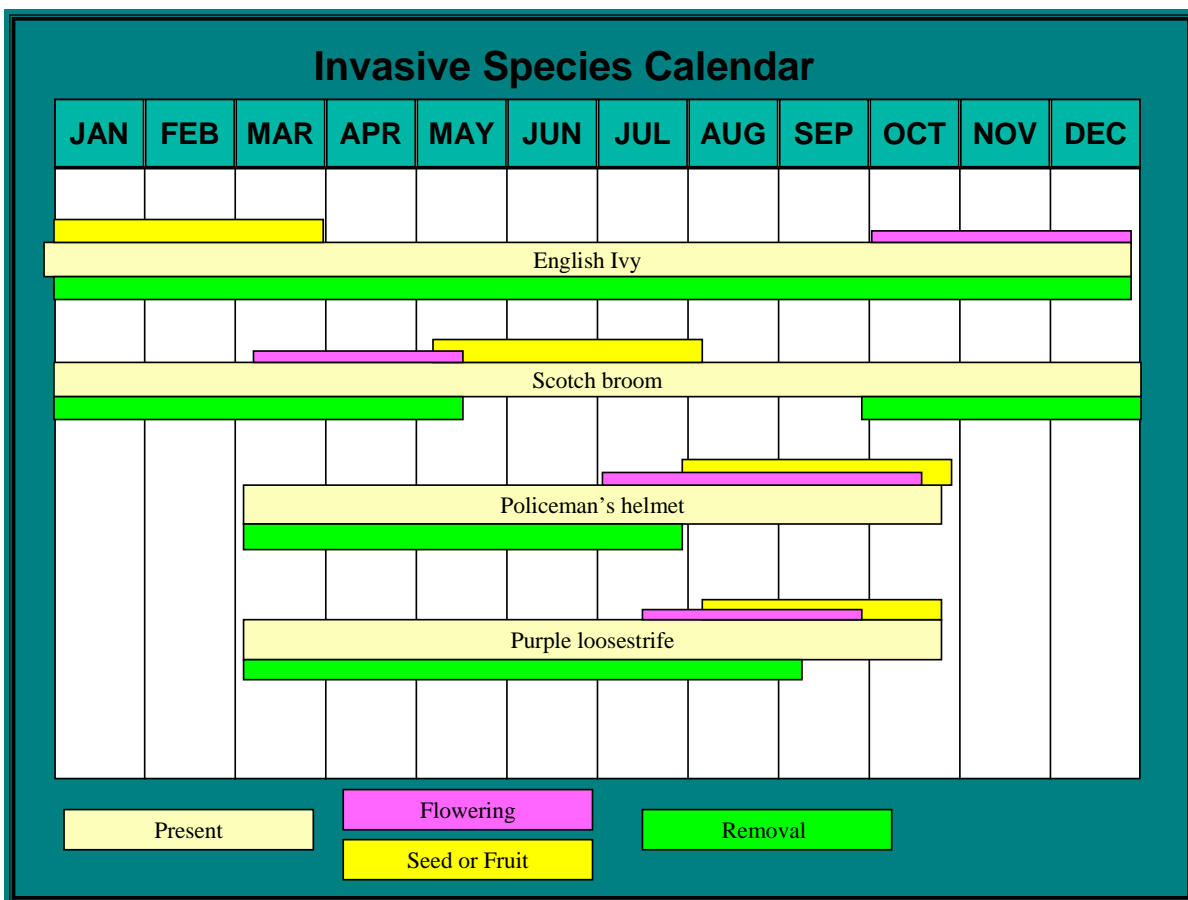 Invasive Species Calendar
JAN FEB MAR APR MAY JUN JUL AUG SEP OCT NOV DEC
English Ivy
Scotch broom
Policeman’s helmet
Purple loosestrife
Flowering
Present
Removal
Seed or Fruit